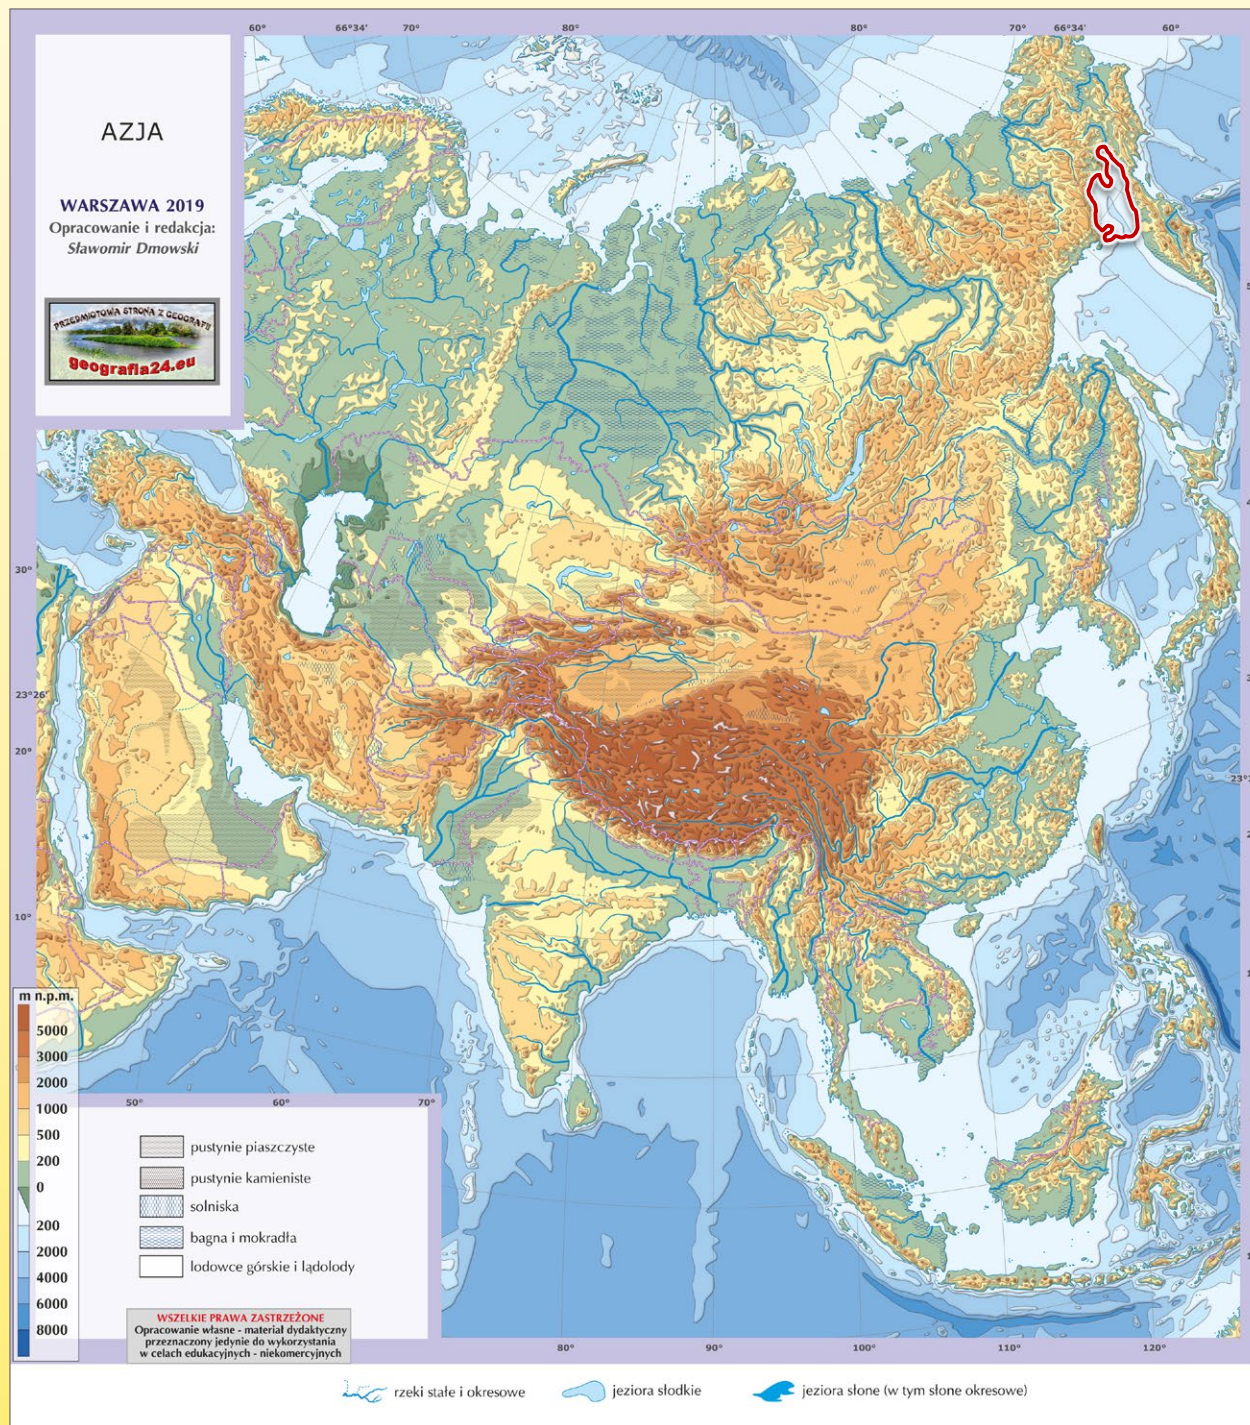 60° 66°34' 70° 80° 80° 70° 66°34' 60°
AZJA
WARSZAWA 2019
Opracowanie i redakcja:
Sławomir Dmowski
PRZEDMIOTOWA STRONA Z GEOGRAFII
geografia24.eu
30°
23°26'
20°
10°
m n.p.m.
5000
3000
2000
1000
500
200
0
200
2000
4000
6000
8000
50° 60° 70°
pustynie piaszczyste
pustynie kamieniste
solniska
bagna i mokradła
lodowce górskie i lądolody
WSZELKIE PRAWA ZASTRZEŻONE
Opracowanie własne - materiał dydaktyczny
przeznaczony jedynie do wykorzystania
w celach edukacyjnych - niekomercyjnych
80° 90° 100° 110° 120°
rzeki stałe i okresowe
jeziora słodkie
jeziora słone (w tym słone okresowe)